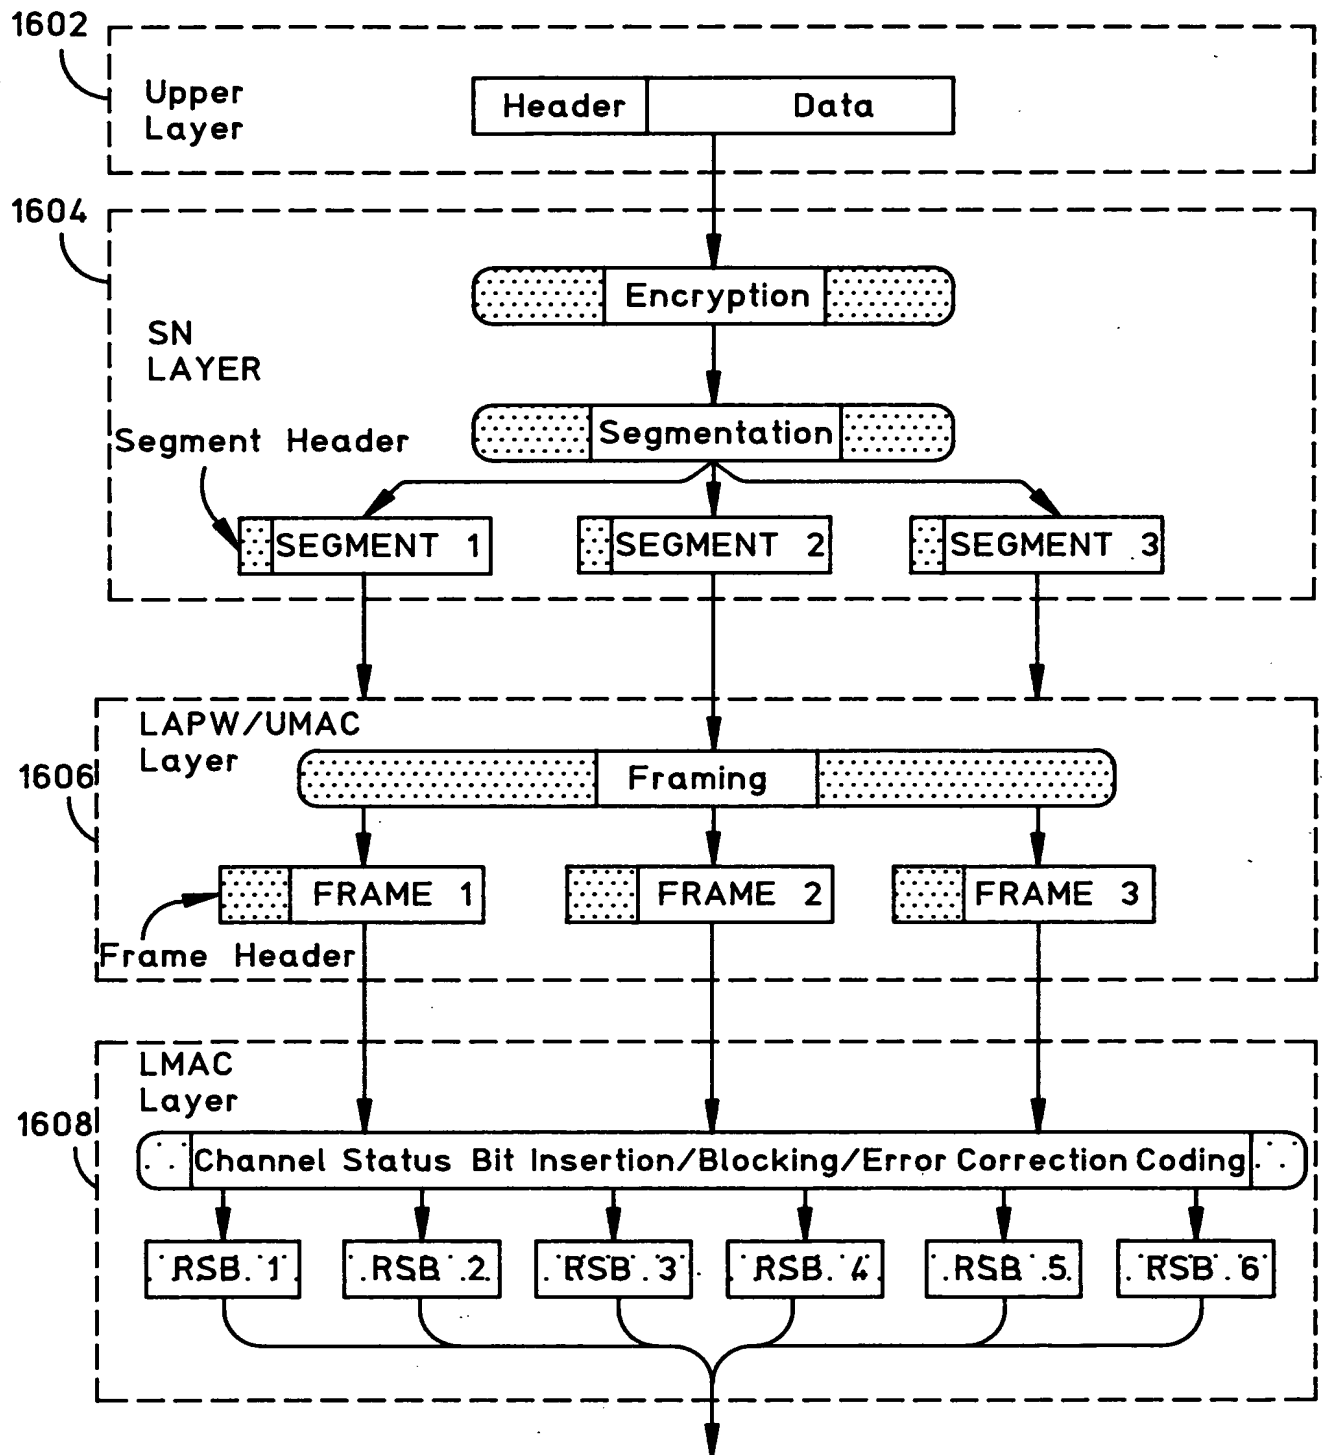 1602
Upper
Layer
Header
Data
1604
Encryption
SN
LAYER
Segmentation
Segment Header
SEGMENT 1
SEGMENT 2
SEGMENT 3
LAPW/UMAC
Layer
1606
Framing
FRAME 1
FRAME 2
FRAME 3
Frame Header
LMAC
Layer
1608
Channel Status Bit Insertion/Blocking/Error Correction Coding
RSB 1
RSB 2
RSB 3
RSB 4
RSB 5
RSB 6